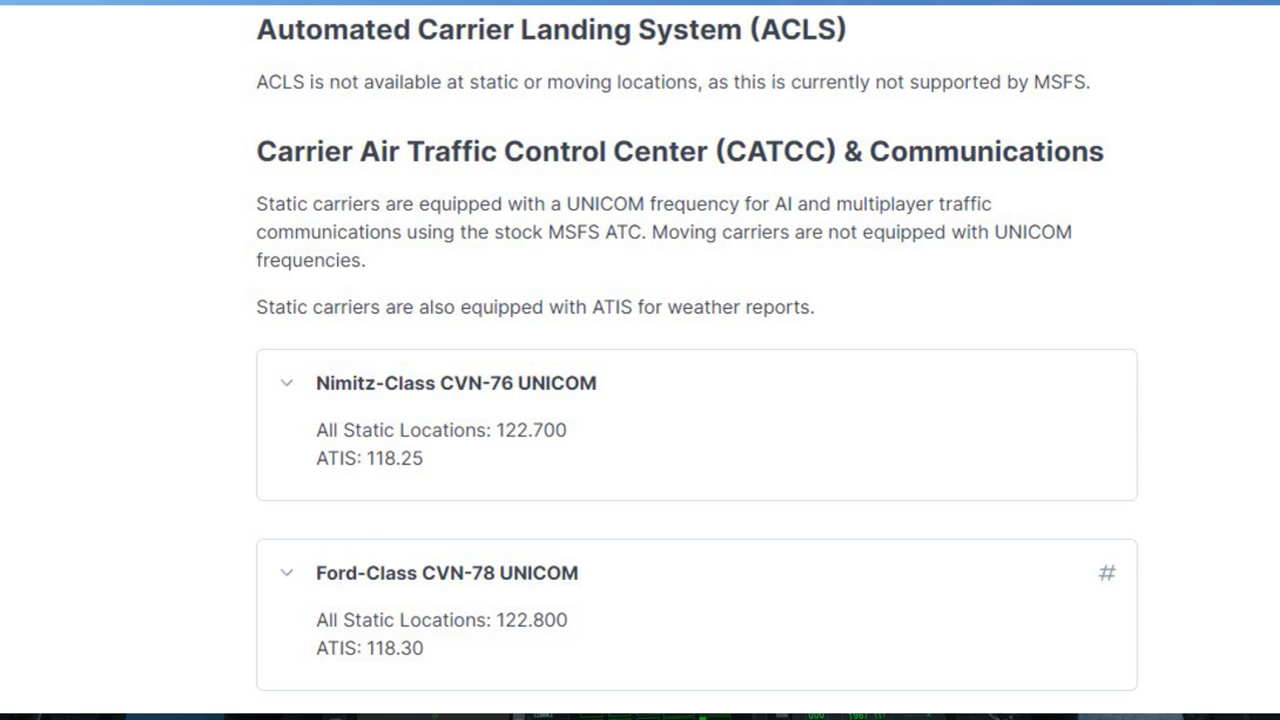 Automated Carrier Landing System (ACLS)
ACLS is not available at static or moving locations, as this is currently not supported by MSFS.
Carrier Air Traffic Control Center (CATCC) & Communications
Static carriers are equipped with a UNICOM frequency for AI and multiplayer traffic
communications using the stock MSFS ATC. Moving carriers are not equipped with UNICOM
frequencies.
Static carriers are also equipped with ATIS for weather reports.
Nimitz-Class CVN-76 UNICOM
All Static Locations: 122.700
ATIS: 118.25
Ford-Class CVN-78 UNICOM
#
All Static Locations: 122.800
ATIS: 118.30